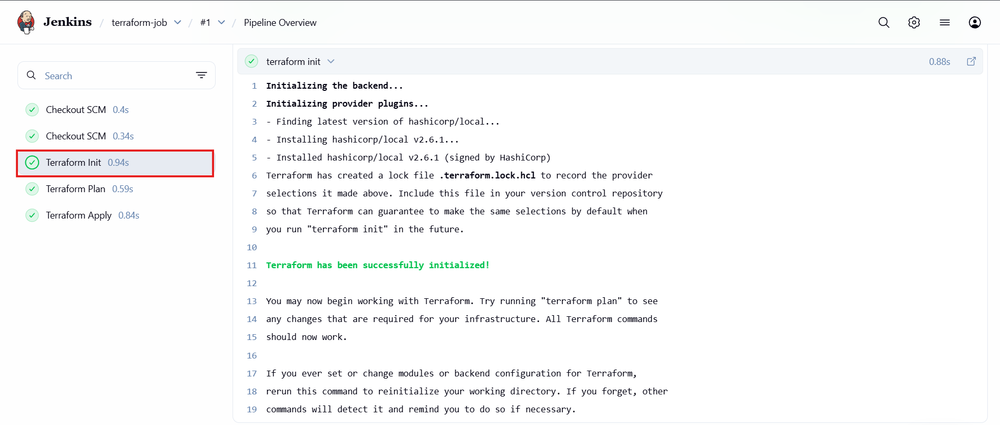 Jenkins / terraform-job / #1 / Pipeline Overview
Search
Checkout SCM 0.4s
Checkout SCM 0.34s
Terraform Init 0.94s
Terraform Plan 0.59s
Terraform Apply 0.84s
terraform init 0.88s
1 Initializing the backend...
2 Initializing provider plugins...
3 - Finding latest version of hashicorp/local...
4 - Installing hashicorp/local v2.6.1...
5 - Installed hashicorp/local v2.6.1 (signed by HashiCorp)
6 Terraform has created a lock file .terraform.lock.hcl to record the provider
7 selections it made above. Include this file in your version control repository
8 so that Terraform can guarantee to make the same selections by default when
9 you run "terraform init" in the future.
10
11 Terraform has been successfully initialized!
12
13 You may now begin working with Terraform. Try running "terraform plan" to see
14 any changes that are required for your infrastructure. All Terraform commands
15 should now work.
16
17 If you ever set or change modules or backend configuration for Terraform,
18 rerun this command to reinitialize your working directory. If you forget, other
19 commands will detect it and remind you to do so if necessary.